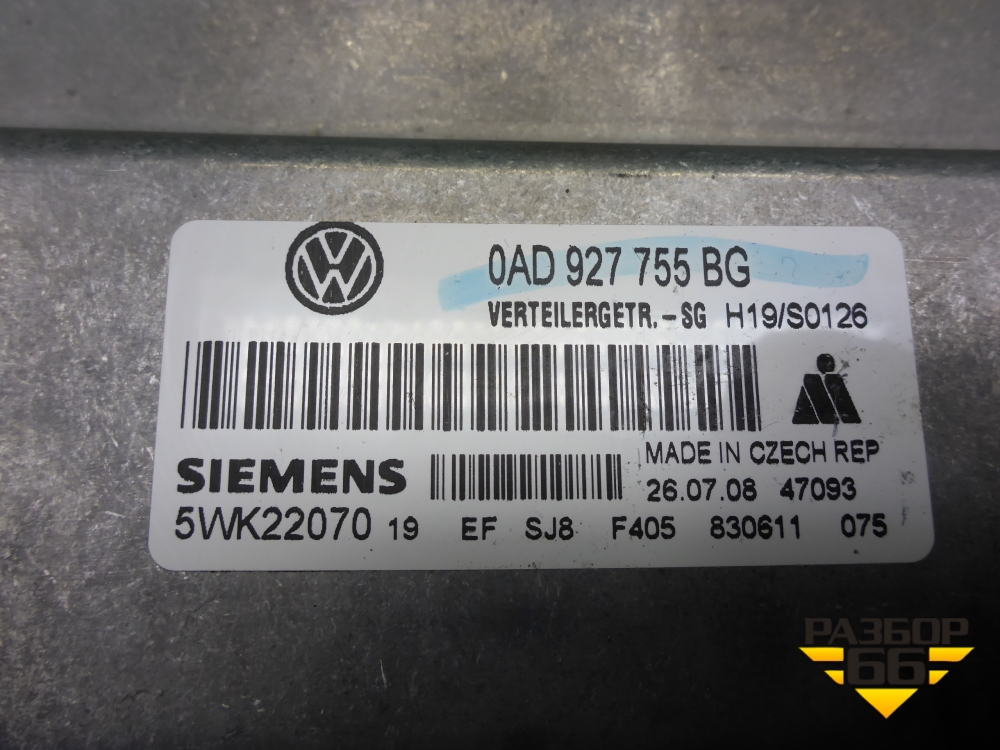 0AD 927 755 BG
VERTEILERGETR.-SG H19/S0126
MADE IN CZECH REP
SIEMENS
26.07.08 47093
5WK22070 19 EF SJ8 F405 830611 075
РАЗБОР
66